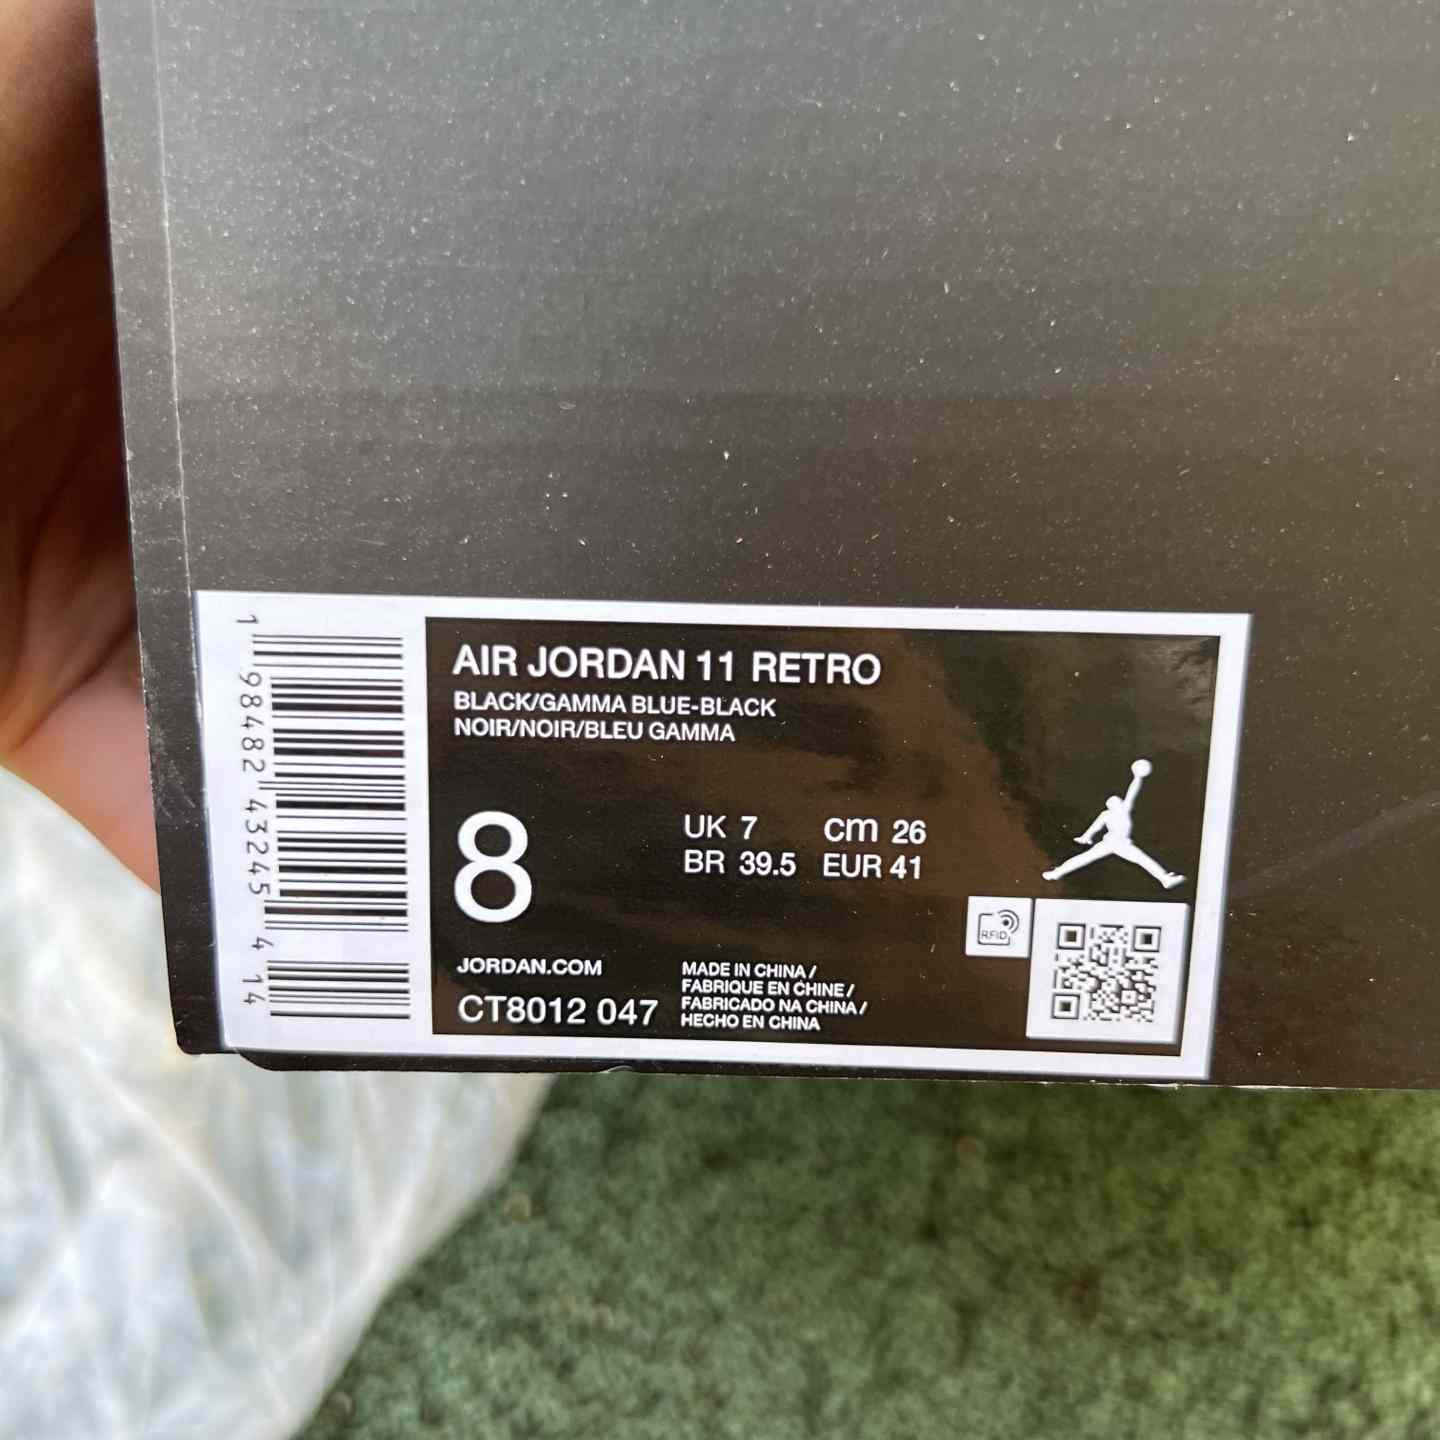 1 98482 43245 4 14
AIR JORDAN 11 RETRO
BLACK/GAMMA BLUE-BLACK
NOIR/NOIR/BLEU GAMMA
8
UK 7 cm 26
BR 39.5 EUR 41
RFID
JORDAN.COM
CT8012 047
MADE IN CHINA /
FABRIQUE EN CHINE /
FABRICADO NA CHINA /
HECHO EN CHINA